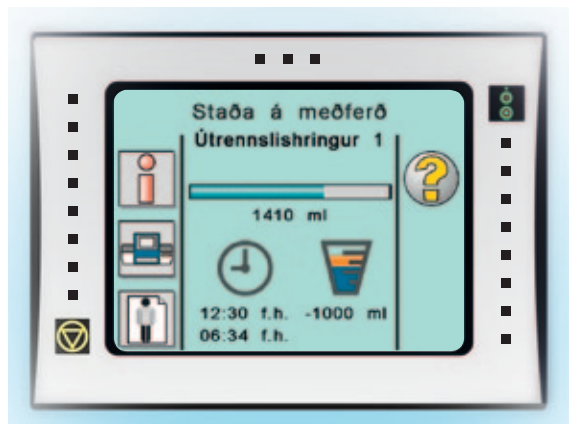 Staða á meðferð
Útrennslishringur 1
1410 ml
12:30 f.h. -1000 ml
06:34 f.h.